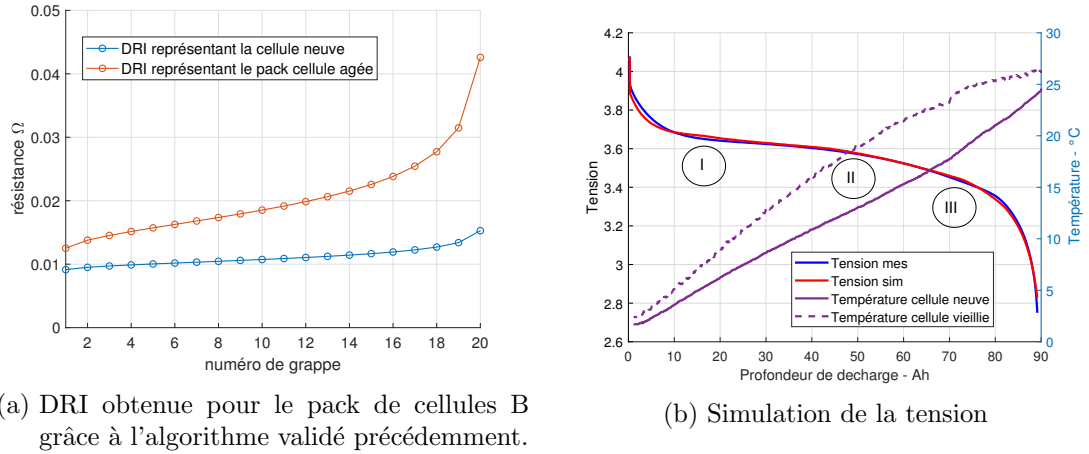 0.05
0.04
0.03
0.02
0.01
0
résistance Ω
DRI représentant la cellule neuve
DRI représentant le pack cellule agée
2 4 6 8 10 12 14 16 18 20
numéro de grappe
(a) DRI obtenue pour le pack de cellules B
grâce à l'algorithme validé précédemment.
4.2
4
3.8
3.6
3.4
3.2
3
2.8
2.6
Tension
I
II
III
Tension mes
Tension sim
Température cellule neuve
Température cellule vieillie
30
25
20
15
10
5
0
Température - °C
0 10 20 30 40 50 60 70 80 90
Profondeur de decharge - Ah
(b) Simulation de la tension